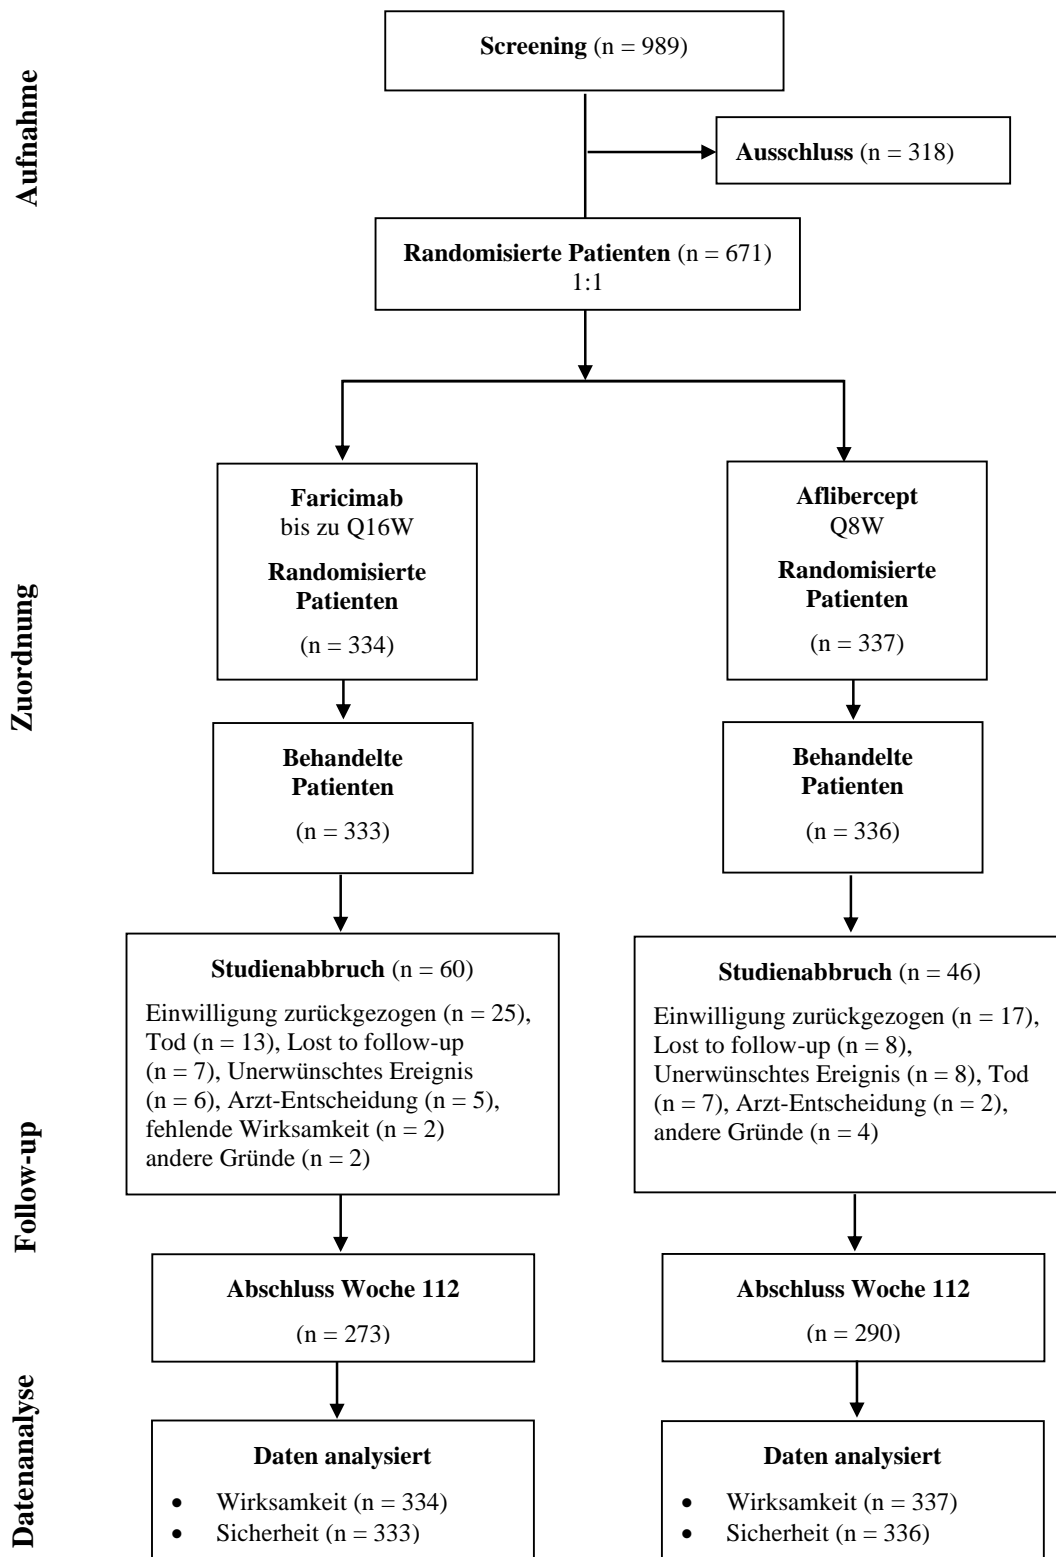 Aufnahme
Screening (n = 989)
Ausschluss (n = 318)
Randomisierte Patienten (n = 671)
1:1
Zuordnung
Faricimab
bis zu Q16W
Randomisierte
Patienten
(n = 334)
Aflibercept
Q8W
Randomisierte
Patienten
(n = 337)
Behandelte
Patienten
(n = 333)
Behandelte
Patienten
(n = 336)
Follow-up
Studienabbruch (n = 60)
Einwilligung zurückgezogen (n = 25),
Tod (n = 13), Lost to follow-up
(n = 7), Unerwünschtes Ereignis
(n = 6), Arzt-Entscheidung (n = 5),
fehlende Wirksamkeit (n = 2)
andere Gründe (n = 2)
Studienabbruch (n = 46)
Einwilligung zurückgezogen (n = 17),
Lost to follow-up (n = 8),
Unerwünschtes Ereignis (n = 8), Tod
(n = 7), Arzt-Entscheidung (n = 2),
andere Gründe (n = 4)
Abschluss Woche 112
(n = 273)
Abschluss Woche 112
(n = 290)
Datenanalyse
Daten analysiert
• Wirksamkeit (n = 334)
• Sicherheit (n = 333)
Daten analysiert
• Wirksamkeit (n = 337)
• Sicherheit (n = 336)